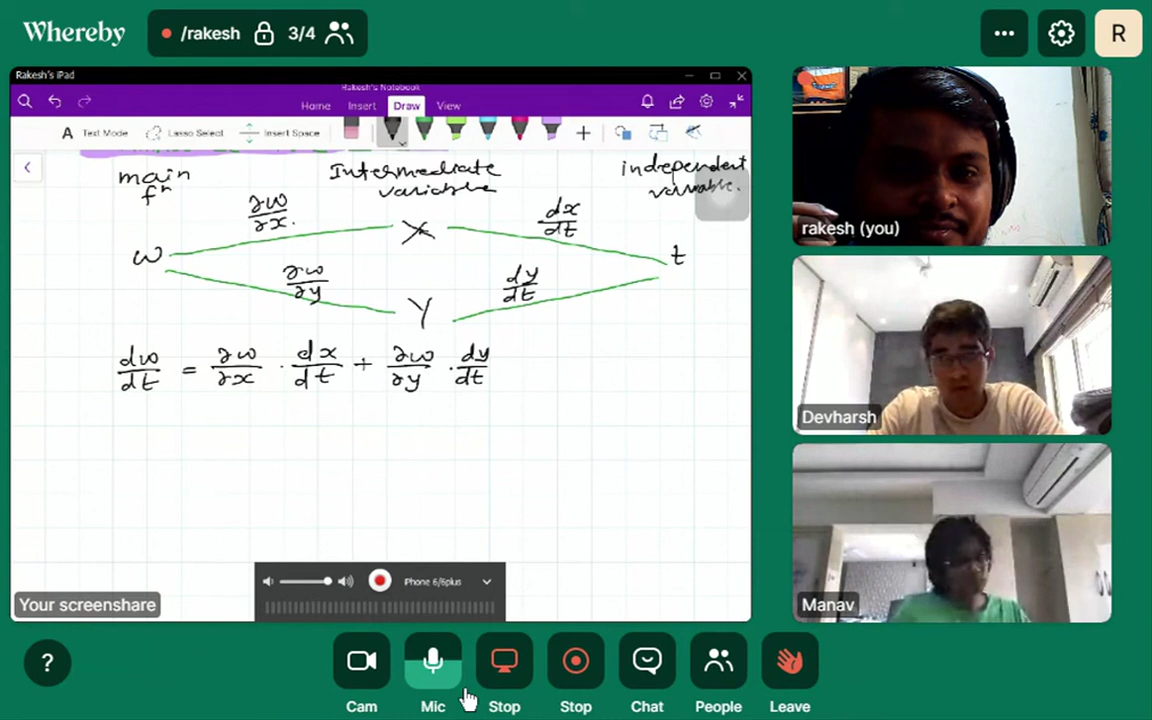 Whereby
/rakesh 3/4
R
Rakesh's iPad
Rakesh's Notebook
Home Insert Draw View
A Text Mode Lasso Select Insert Space
main fn
Intermediate variable
independent variable.
∂w/∂x.
dx/dt
X
w
t
∂w/∂y
dy/dt
Y
dw/dt = ∂w/∂x · dx/dt + ∂w/∂y · dy/dt
Phone 6/6plus
Your screenshare
rakesh (you)
Devharsh
Manav
?
Cam Mic Stop Stop Chat People Leave